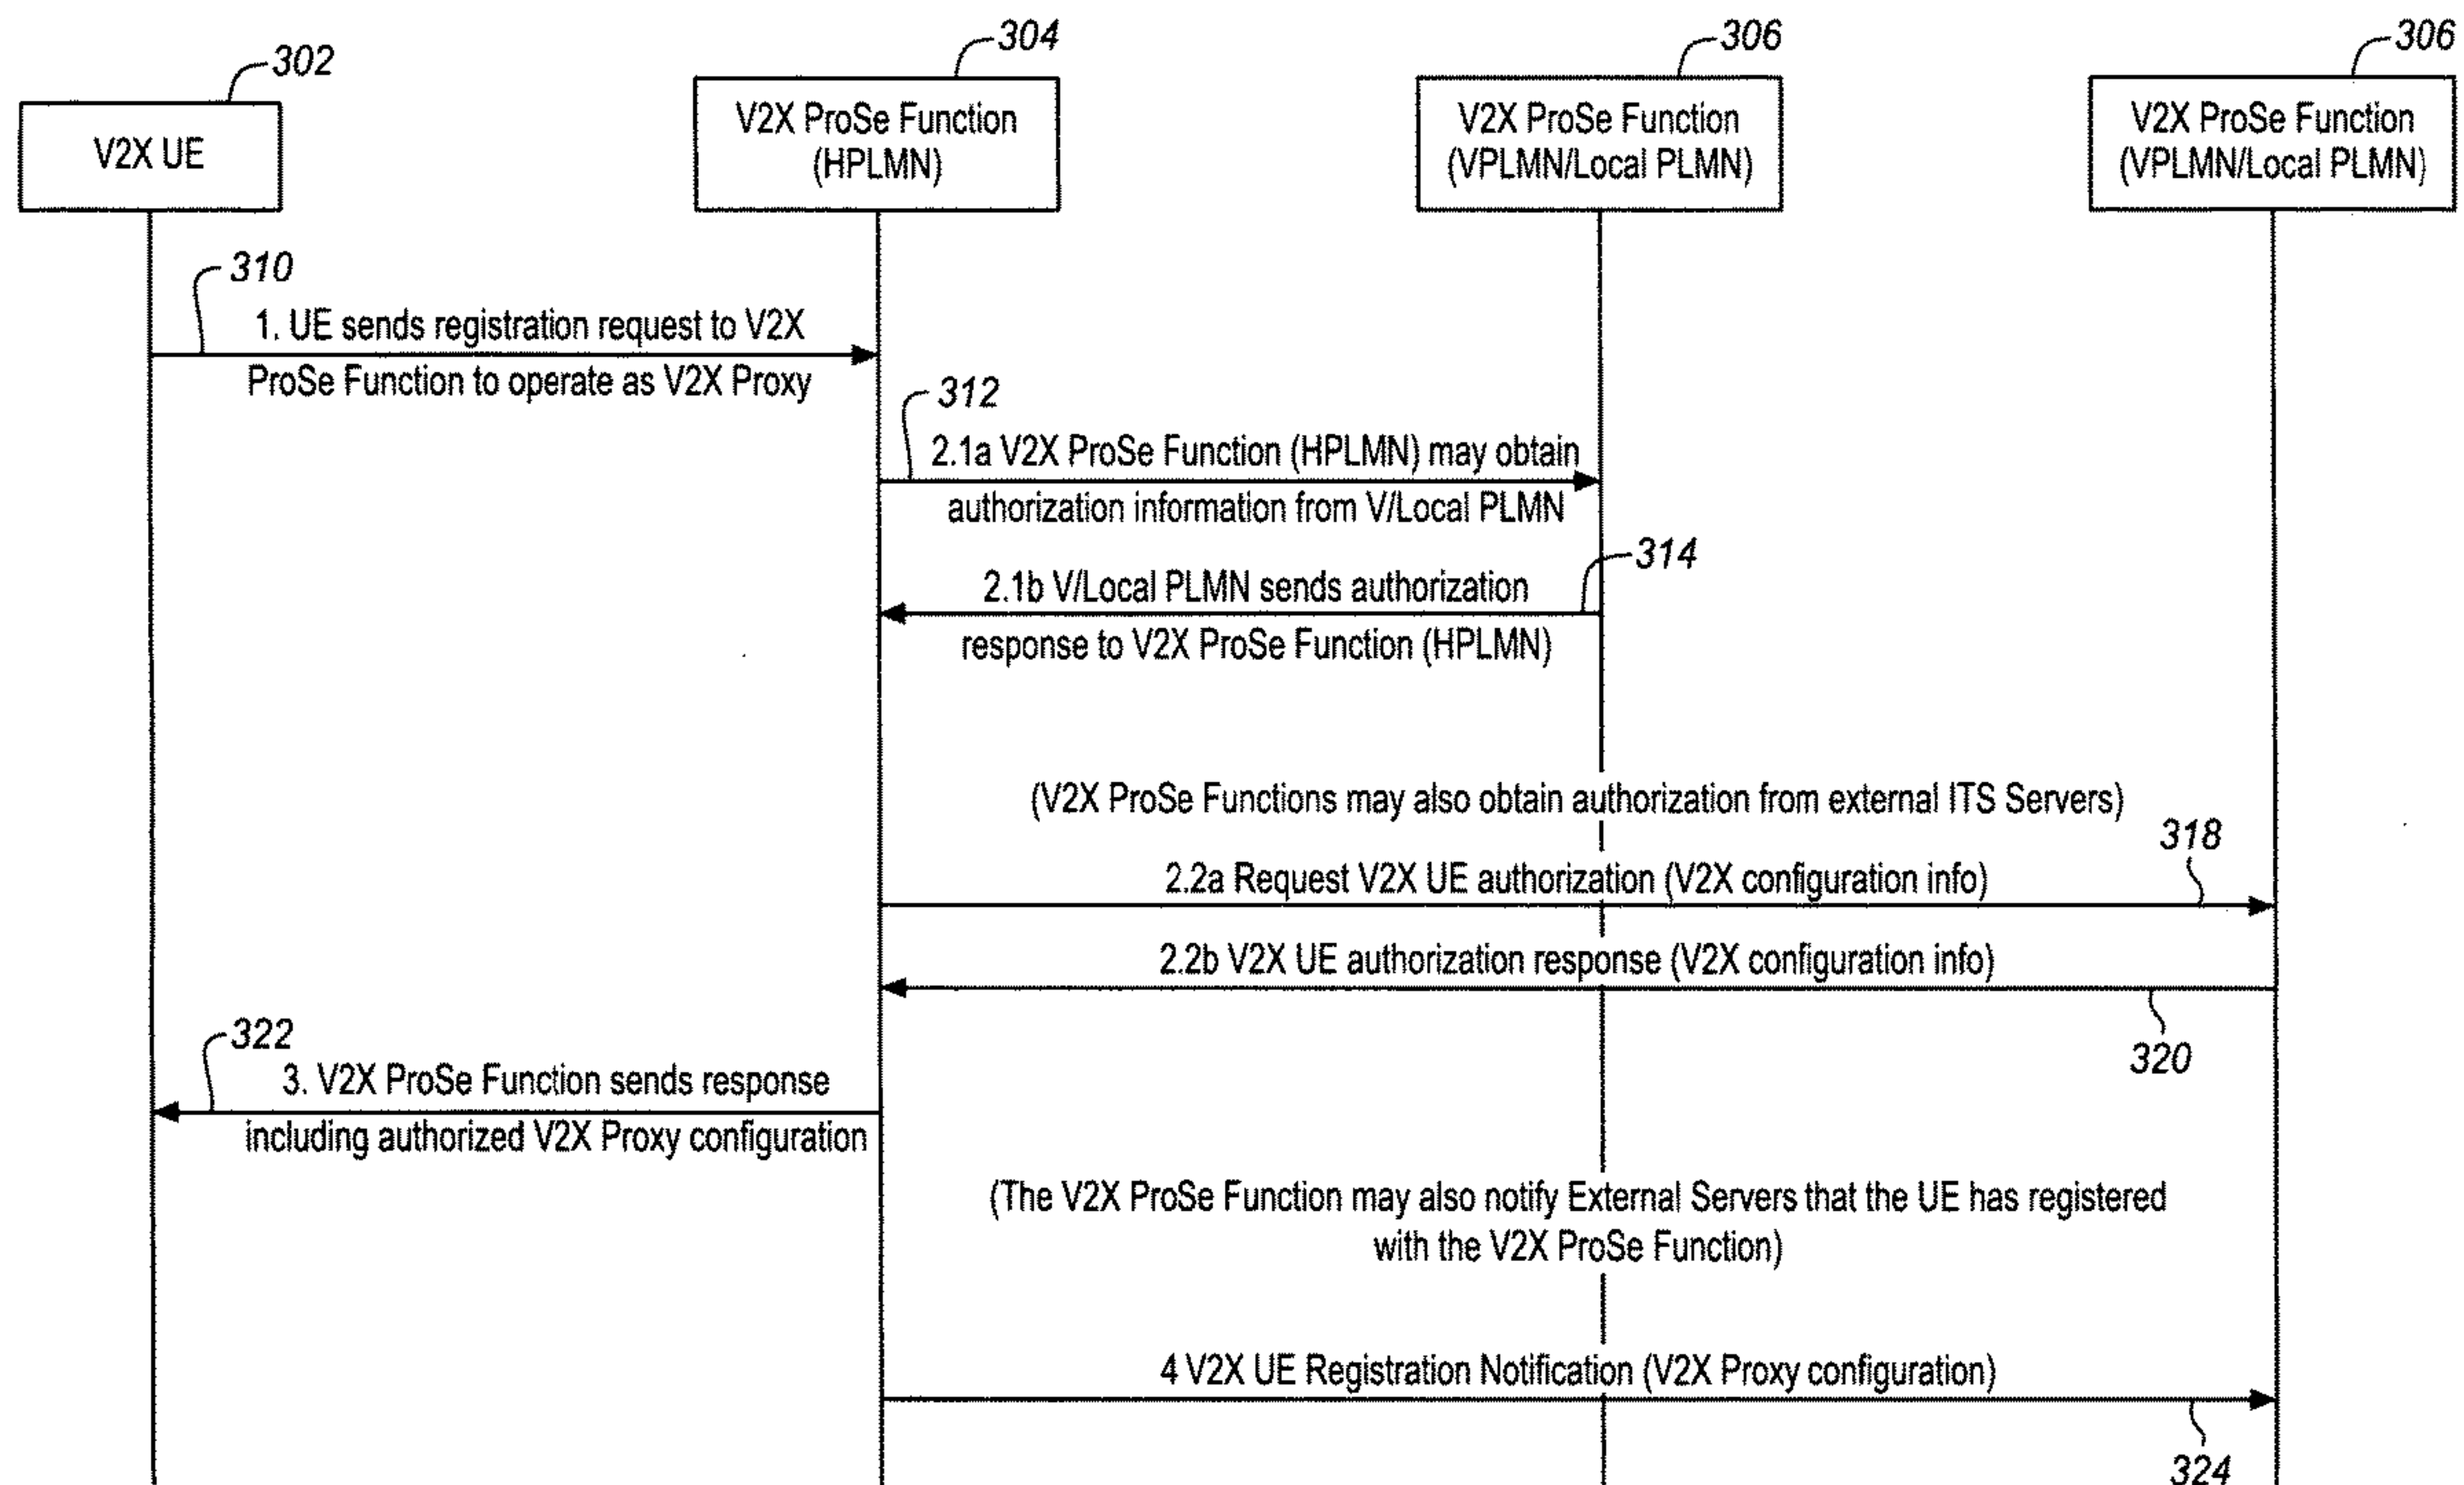 302
304
306
306
V2X UE
V2X ProSe Function
(HPLMN)
V2X ProSe Function
(VPLMN/Local PLMN)
V2X ProSe Function
(VPLMN/Local PLMN)
310
1. UE sends registration request to V2X
ProSe Function to operate as V2X Proxy
312
2.1a V2X ProSe Function (HPLMN) may obtain
authorization information from V/Local PLMN
314
2.1b V/Local PLMN sends authorization
response to V2X ProSe Function (HPLMN)
(V2X ProSe Functions may also obtain authorization from external ITS Servers)
318
2.2a Request V2X UE authorization (V2X configuration info)
2.2b V2X UE authorization response (V2X configuration info)
320
322
3. V2X ProSe Function sends response
including authorized V2X Proxy configuration
(The V2X ProSe Function may also notify External Servers that the UE has registered
with the V2X ProSe Function)
4 V2X UE Registration Notification (V2X Proxy configuration)
324